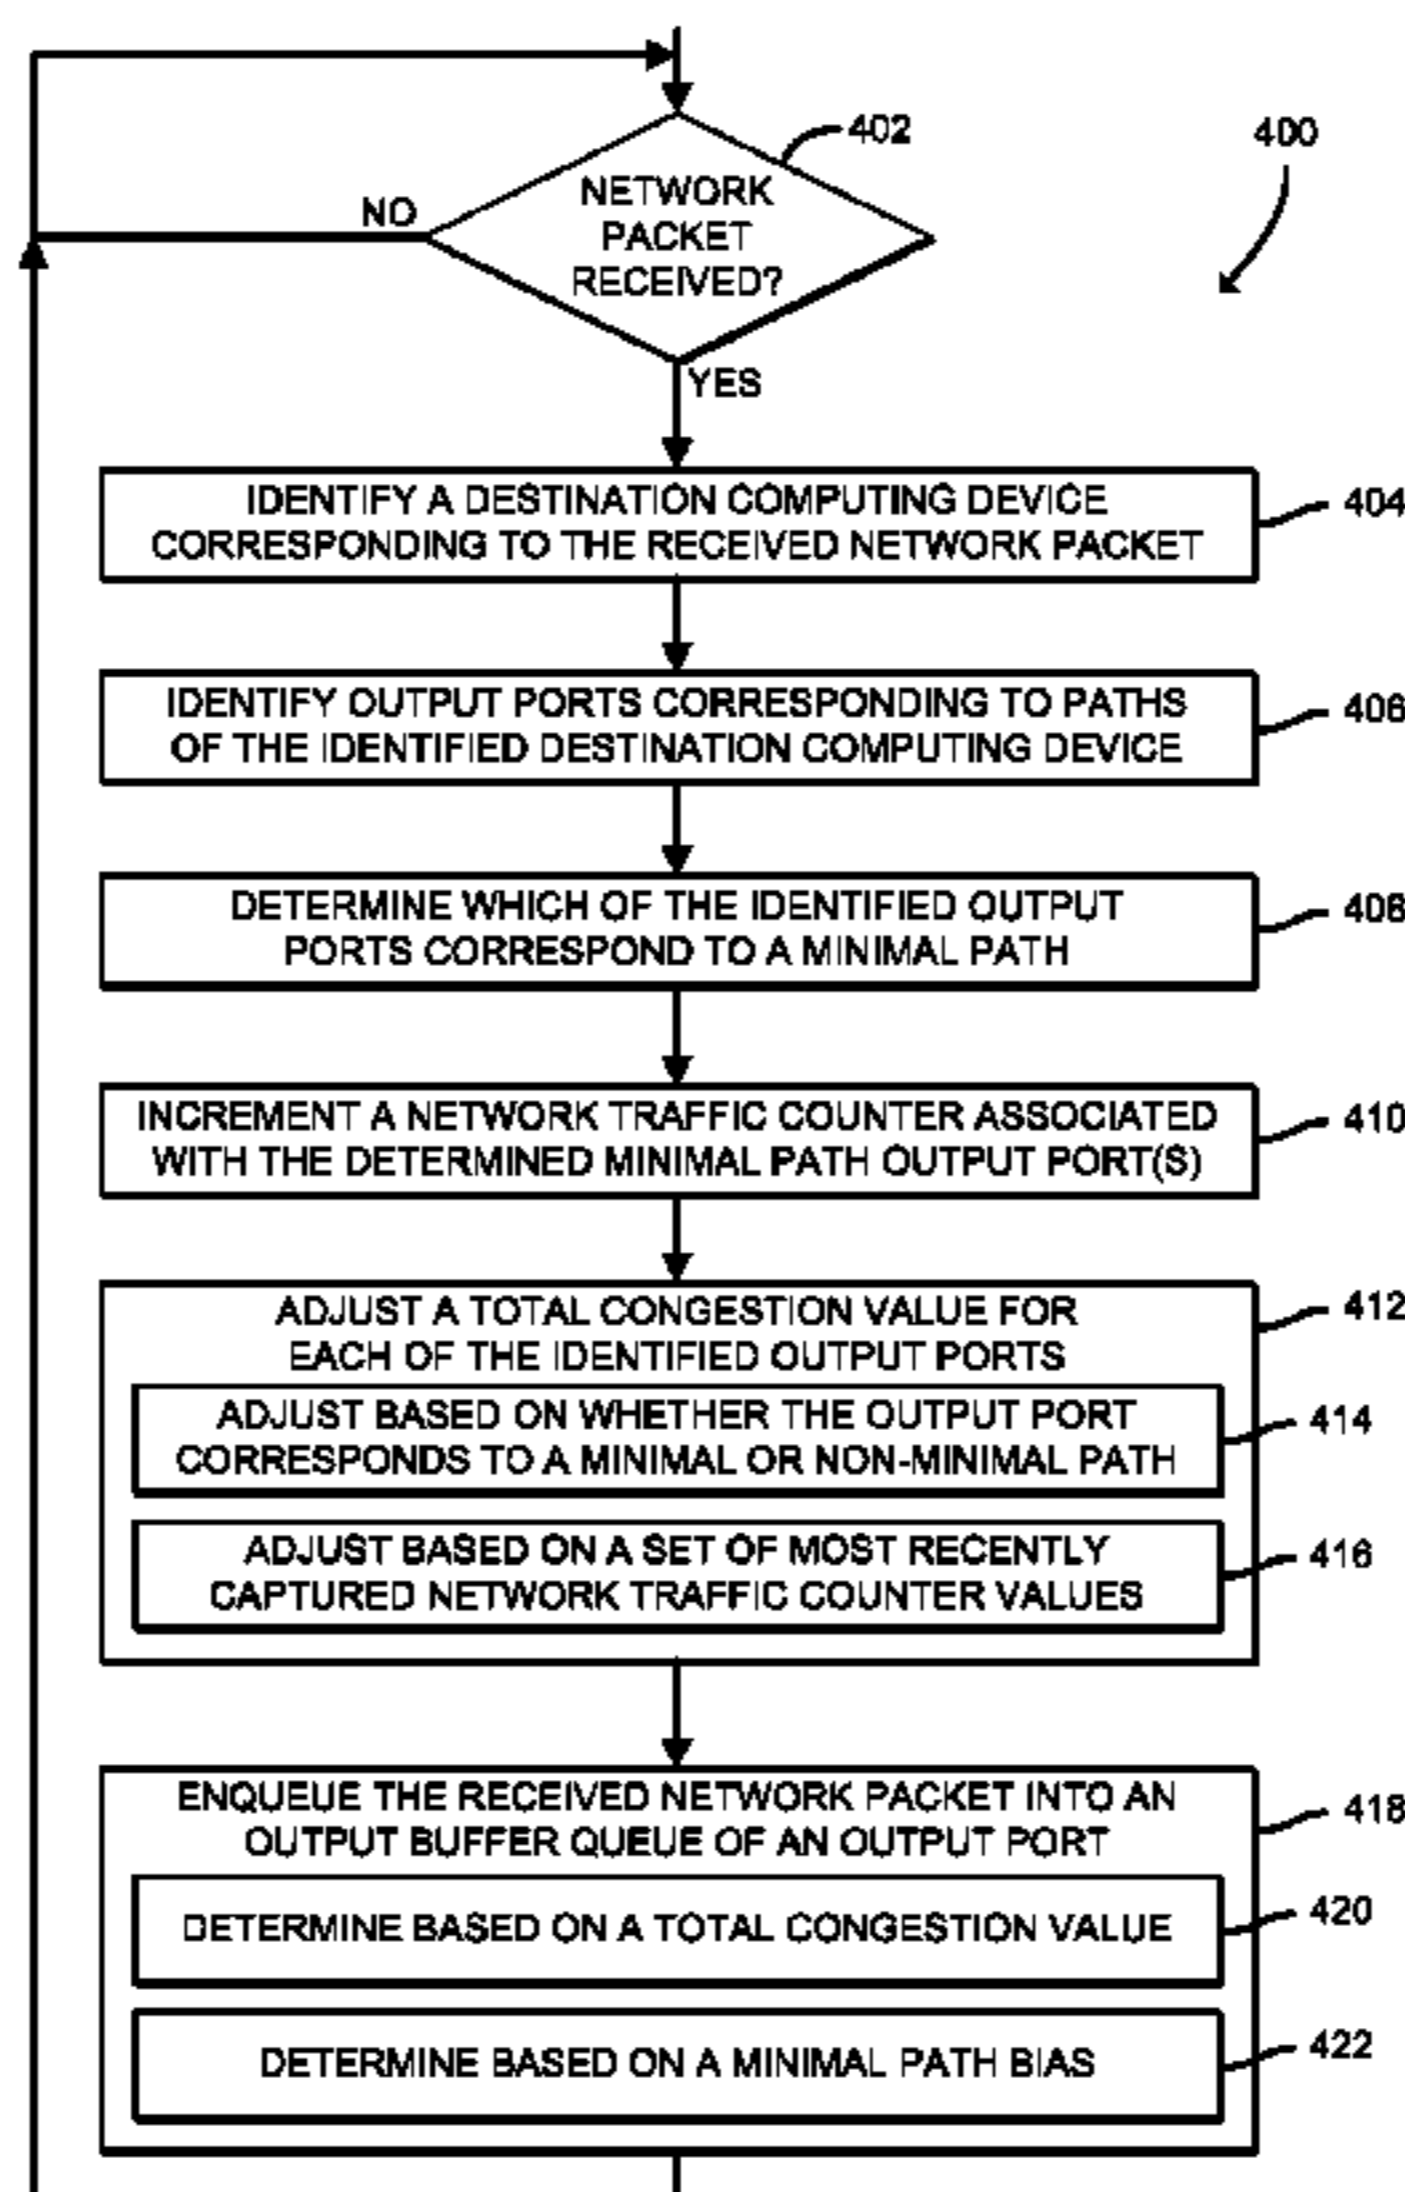 402
400
NETWORK
PACKET
RECEIVED?
NO
YES
IDENTIFY A DESTINATION COMPUTING DEVICE
CORRESPONDING TO THE RECEIVED NETWORK PACKET
404
IDENTIFY OUTPUT PORTS CORRESPONDING TO PATHS
OF THE IDENTIFIED DESTINATION COMPUTING DEVICE
406
DETERMINE WHICH OF THE IDENTIFIED OUTPUT
PORTS CORRESPOND TO A MINIMAL PATH
408
INCREMENT A NETWORK TRAFFIC COUNTER ASSOCIATED
WITH THE DETERMINED MINIMAL PATH OUTPUT PORT(S)
410
ADJUST A TOTAL CONGESTION VALUE FOR
EACH OF THE IDENTIFIED OUTPUT PORTS
412
ADJUST BASED ON WHETHER THE OUTPUT PORT
CORRESPONDS TO A MINIMAL OR NON-MINIMAL PATH
414
ADJUST BASED ON A SET OF MOST RECENTLY
CAPTURED NETWORK TRAFFIC COUNTER VALUES
416
ENQUEUE THE RECEIVED NETWORK PACKET INTO AN
OUTPUT BUFFER QUEUE OF AN OUTPUT PORT
418
DETERMINE BASED ON A TOTAL CONGESTION VALUE
420
DETERMINE BASED ON A MINIMAL PATH BIAS
422